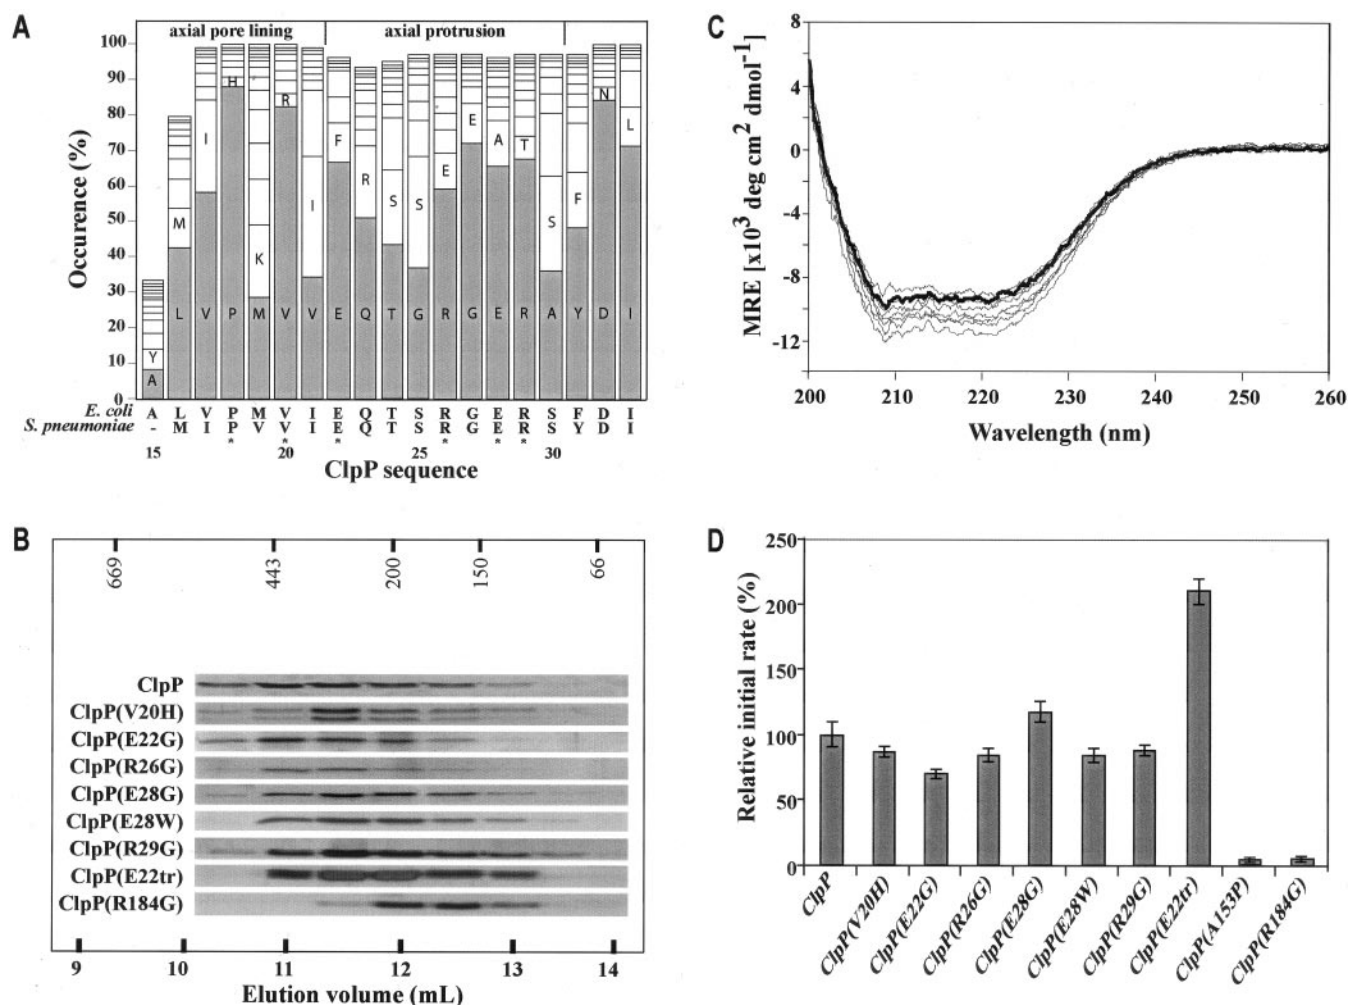 A
axial pore lining
axial protrusion
Occurence (%)
100
90
80
70
60
50
40
30
20
10
0
H
R
N
I
F
E
A
T
L
M
R
S
S
E
S
F
K
I
Y
A
L
V
P
M
V
V
E
Q
T
G
R
G
E
R
A
Y
D
I
E. coli A L V P M V I E Q T S R G E R S F D I
S. pneumoniae - M I P V V I E Q T S R G E R S Y D I
* * * * * *
15 20 25 30
ClpP sequence
C
MRE [x10³ deg cm² dmol⁻¹]
8
4
0
-4
-8
-12
200 210 220 230 240 250 260
Wavelength (nm)
B
669 443 200 150 66
ClpP
ClpP(V20H)
ClpP(E22G)
ClpP(R26G)
ClpP(E28G)
ClpP(E28W)
ClpP(R29G)
ClpP(E22tr)
ClpP(R184G)
9 10 11 12 13 14
Elution volume (mL)
D
Relative initial rate (%)
250
200
150
100
50
0
ClpP
ClpP(V20H)
ClpP(E22G)
ClpP(R26G)
ClpP(E28G)
ClpP(E28W)
ClpP(R29G)
ClpP(E22tr)
ClpP(A153P)
ClpP(R184G)